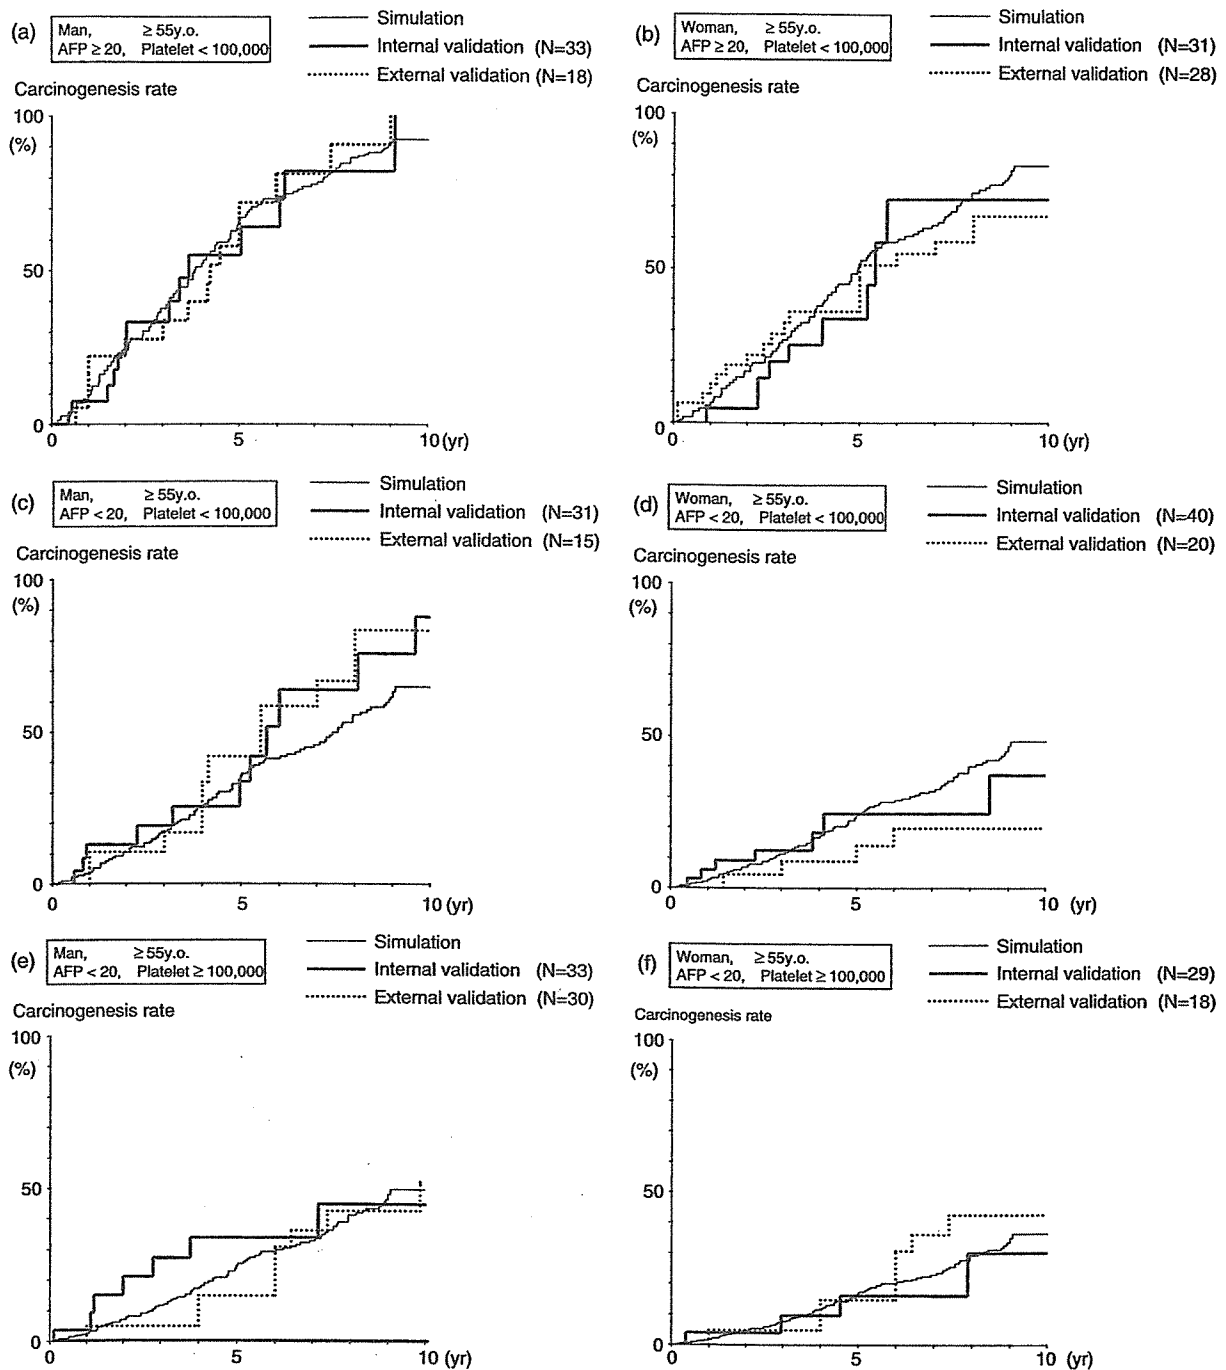 (a)
Man, ≥ 55y.o.
AFP ≥ 20, Platelet < 100,000
Simulation
Internal validation (N=33)
External validation (N=18)
Carcinogenesis rate
100
(%)
50
0
5
10 (yr)
(b)
Woman, ≥ 55y.o.
AFP ≥ 20, Platelet < 100,000
Simulation
Internal validation (N=31)
External validation (N=28)
Carcinogenesis rate
100
(%)
50
0
0
5
10 (yr)
(c)
Man, ≥ 55y.o.
AFP < 20, Platelet < 100,000
Simulation
Internal validation (N=31)
External validation (N=15)
Carcinogenesis rate
100
(%)
50
0
0
5
10 (yr)
(d)
Woman, ≥ 55y.o.
AFP < 20, Platelet < 100,000
Simulation
Internal validation (N=40)
External validation (N=20)
Carcinogenesis rate
100
(%)
50
0
0
5
10 (yr)
(e)
Man, ≥ 55y.o.
AFP < 20, Platelet ≥ 100,000
Simulation
Internal validation (N=33)
External validation (N=30)
Carcinogenesis rate
100
(%)
50
0
0
5
10 (yr)
(f)
Woman, ≥ 55y.o.
AFP < 20, Platelet ≥ 100,000
Simulation
Internal validation (N=29)
External validation (N=18)
Carcinogenesis rate
100
(%)
50
0
0
5
10 (yr)